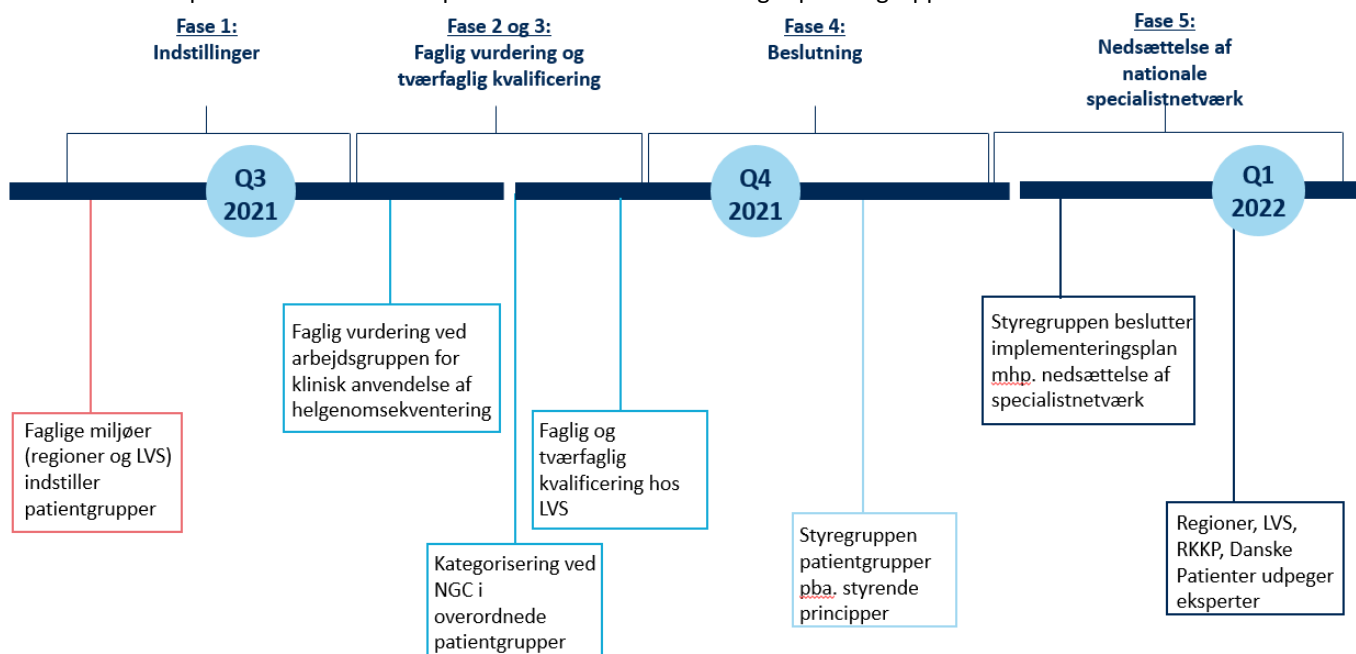 Fase 1:
Indstillinger
Fase 2 og 3:
Faglig vurdering og
tværfaglig kvalificering
Fase 4:
Beslutning
Fase 5:
Nedsættelse af
nationale
specialistnetværk
Q3
2021
Q4
2021
Q1
2022
Faglige miljøer
(regioner og LVS)
indstiller
patientgrupper
Faglig vurdering ved
arbejdsgruppen for
klinisk anvendelse af
helgenomsekventering
Kategorisering ved
NGC i
overordnede
patientgrupper
Faglig og
tværfaglig
kvalificering hos
LVS
Styregruppen
patientgrupper
pba. styrende
principper
Styregruppen beslutter
implementeringsplan
mhp. nedsættelse af
specialistnetværk
Regioner, LVS,
RKKP, Danske
Patienter udpeger
eksperter